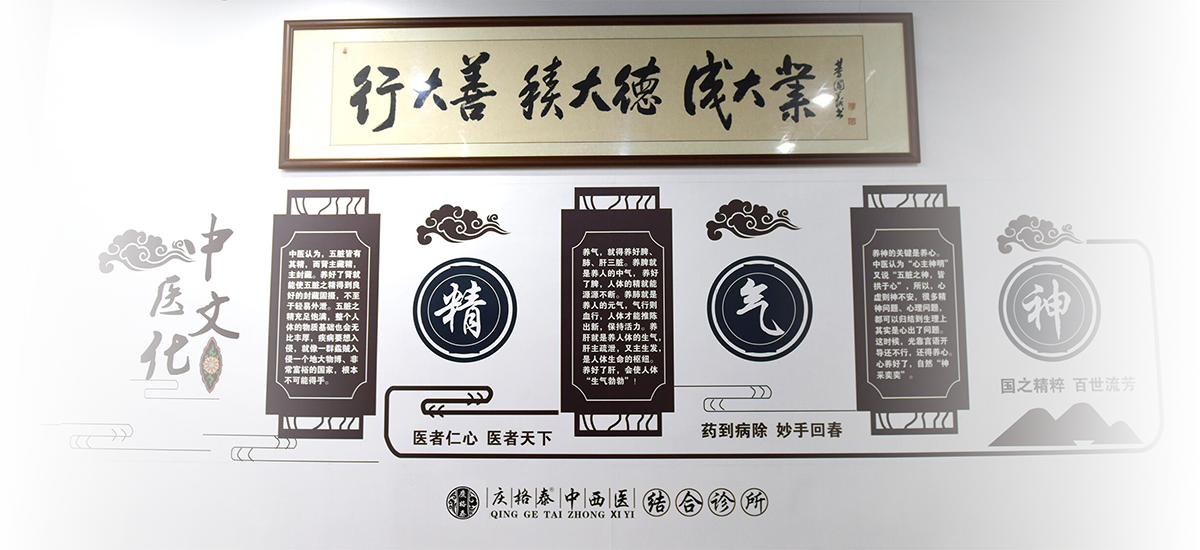 行大善 積大德 成大業
中
医
文
化
中医认为，五脏皆有
其精，而肾主藏精，
主封藏。养好了肾就
能使五脏之精得到良
好的封藏固摄，不至
于轻易外泄。五脏之
精充足饱满，整个人
体的物质基础也会无
比丰厚，疾病要想入
侵，就像一群蟊贼入
侵一个地大物博、非
常富裕的国家，根本
不可能得手。
精
养气，就得养好脾、
肺、肝三脏。养脾就
是养人的中气，养好
了脾，人体的精就能
源源不断。养肺就是
养人的元气，气行则
血行，人体才能推陈
出新，保持活力。养
肝就是养人体的生气，
肝主疏泄，又主生发，
是人体生命的枢纽。
养好了肝，会使人体
“生气勃勃”！
气
养神的关键是养心。
中医认为“心主神明”
又说“五脏之神，皆
拱于心”，所以，心
虚则神不安，很多精
神问题、心理问题，
都可以归结到生理上
其实是心出了问题。
这时候，光靠言语开
导还不行，还得养心。
心养好了，自然“神
采奕奕”。
神
医者仁心 医者天下
药到病除 妙手回春
国之精粹 百世流芳
庆格泰®中西医结合诊所
QING GE TAI ZHONG XI YI